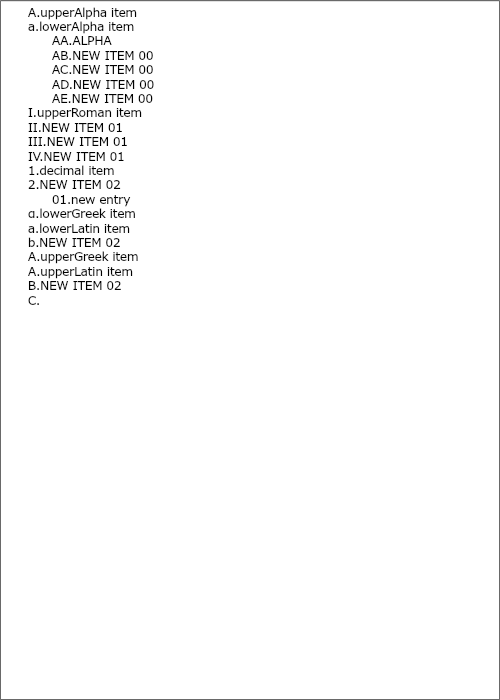 A.upperAlpha item
a.lowerAlpha item
AA.ALPHA
AB.NEW ITEM 00
AC.NEW ITEM 00
AD.NEW ITEM 00
AE.NEW ITEM 00
I.upperRoman item
II.NEW ITEM 01
III.NEW ITEM 01
IV.NEW ITEM 01
1.decimal item
2.NEW ITEM 02
01.new entry
α.lowerGreek item
a.lowerLatin item
b.NEW ITEM 02
Α.upperGreek item
A.upperLatin item
B.NEW ITEM 02
C.